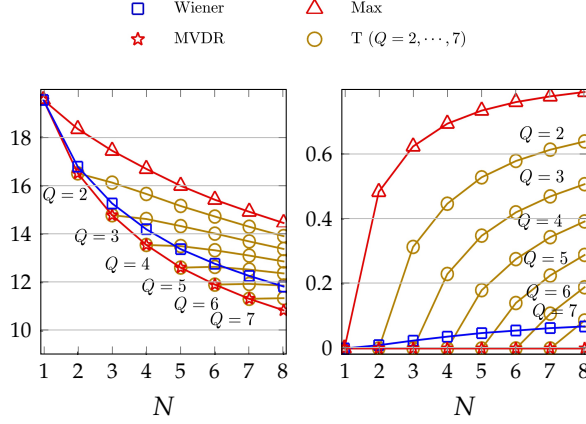 Wiener Max
MVDR T (Q = 2, ⋯, 7)
18
16
14
12
10
Q = 2
Q = 3
Q = 4
Q = 5
Q = 6
Q = 7
1 2 3 4 5 6 7 8
N
0.6
0.4
0.2
0
Q = 2
Q = 3
Q = 4
Q = 5
Q = 6
Q = 7
1 2 3 4 5 6 7 8
N